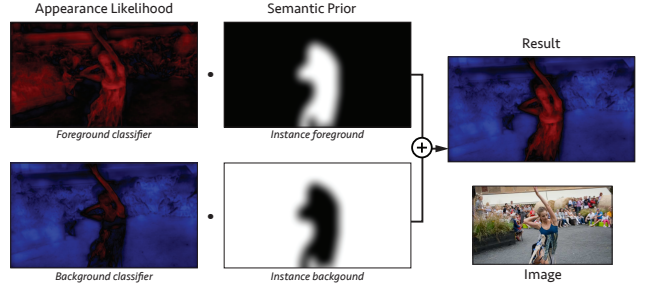 Appearance Likelihood
Semantic Prior
Foreground classifier
Instance foreground
Result
Background classifier
Instance backgound
Image